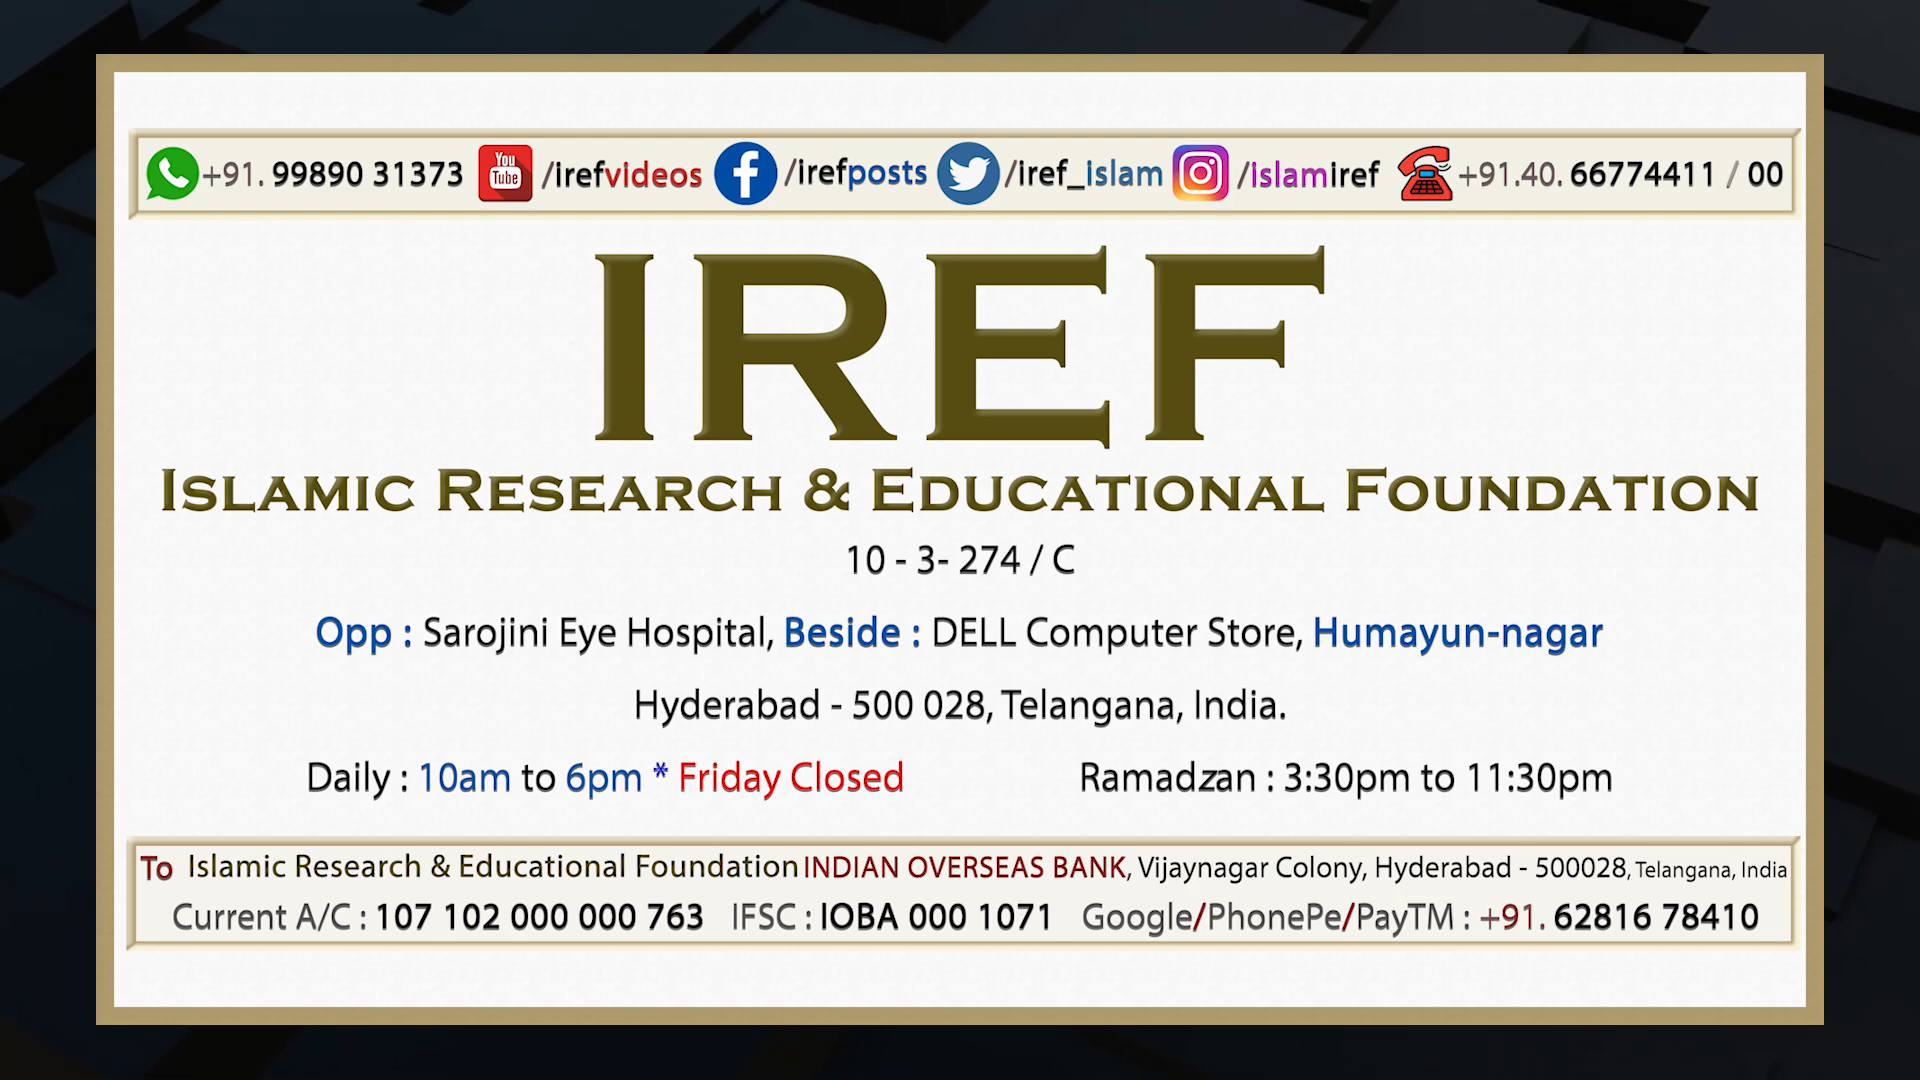 +91. 99890 31373 You Tube /irefvideos /irefposts /iref_islam /islamiref +91.40. 66774411 / 00
IREF
ISLAMIC RESEARCH & EDUCATIONAL FOUNDATION
10 - 3- 274 / C
Opp : Sarojini Eye Hospital, Beside : DELL Computer Store, Humayun-nagar
Hyderabad - 500 028, Telangana, India.
Daily : 10am to 6pm * Friday Closed Ramadzan : 3:30pm to 11:30pm
To Islamic Research & Educational Foundation INDIAN OVERSEAS BANK, Vijaynagar Colony, Hyderabad - 500028, Telangana, India
Current A/C : 107 102 000 000 763 IFSC : IOBA 000 1071 Google/PhonePe/PayTM : +91. 62816 78410